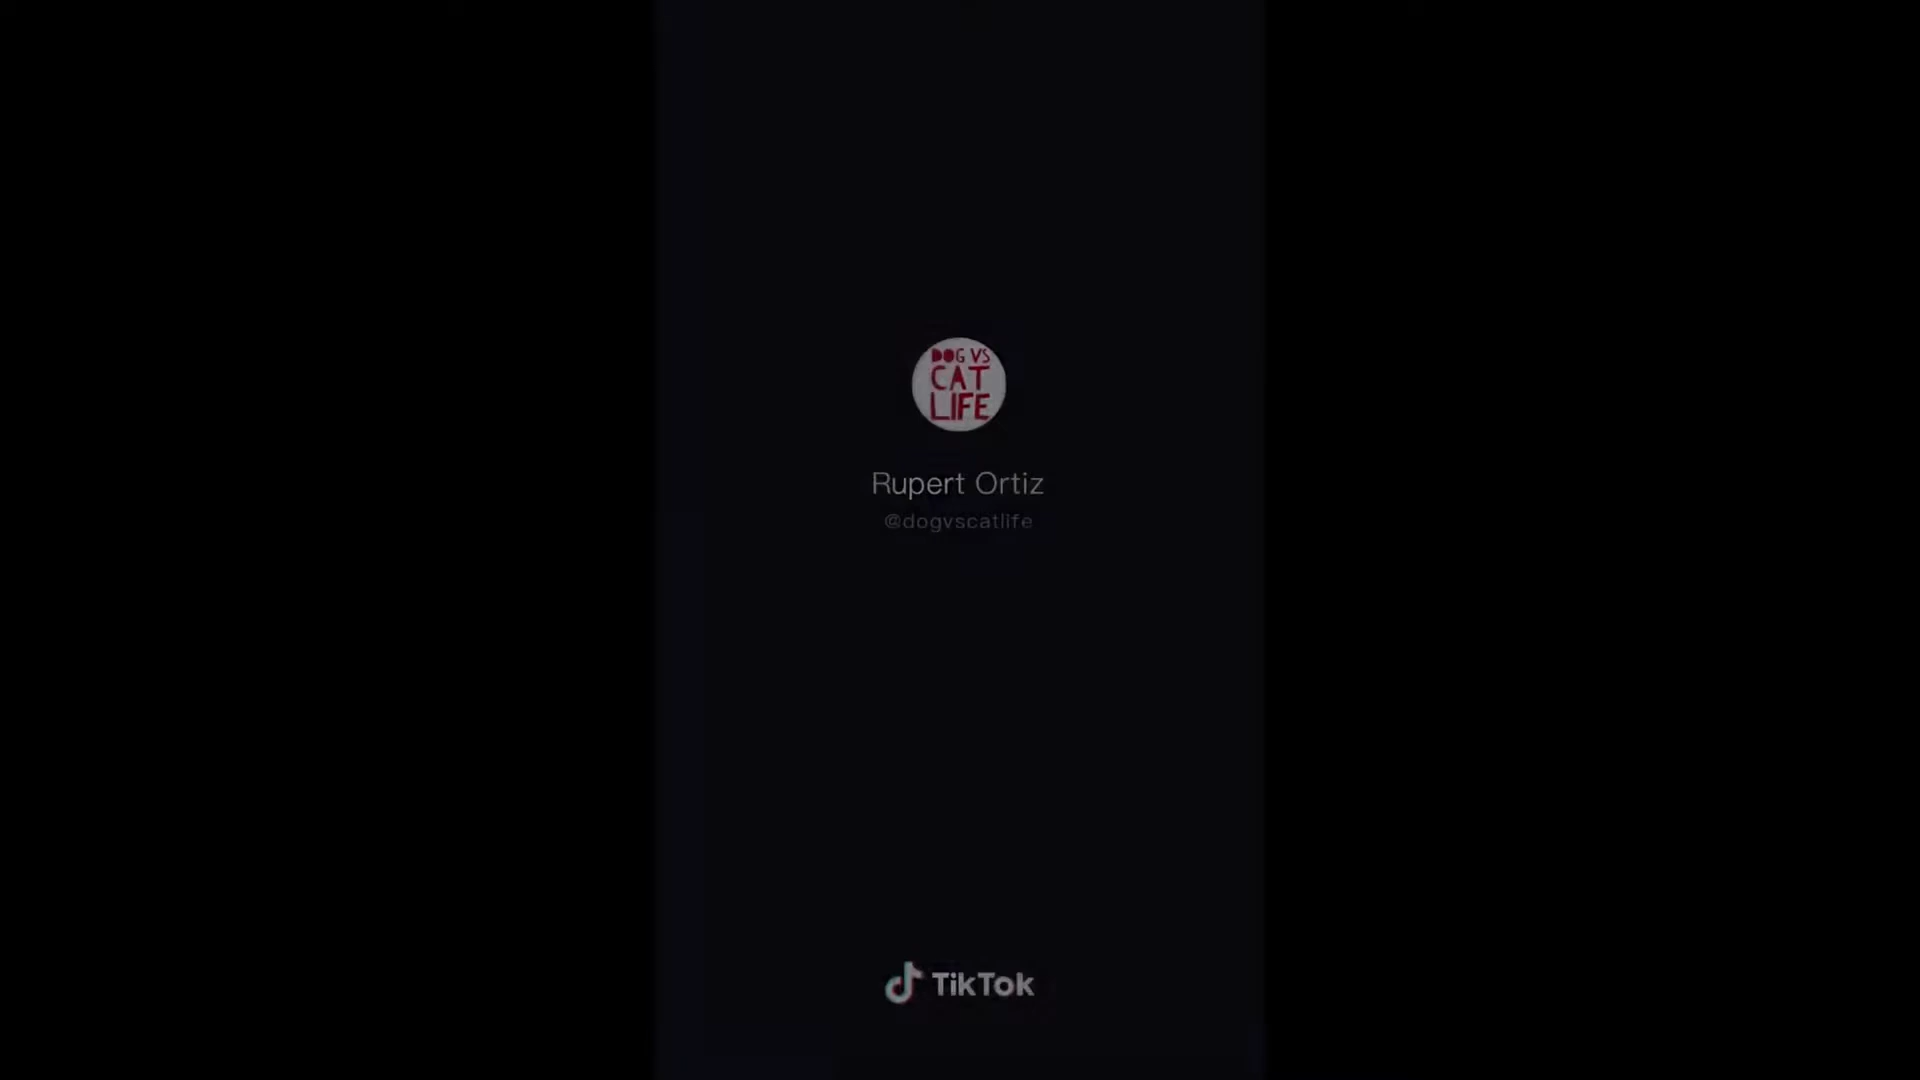 DOG VS
CAT
LIFE
Rupert Ortiz
@dogvscatlife
TikTok